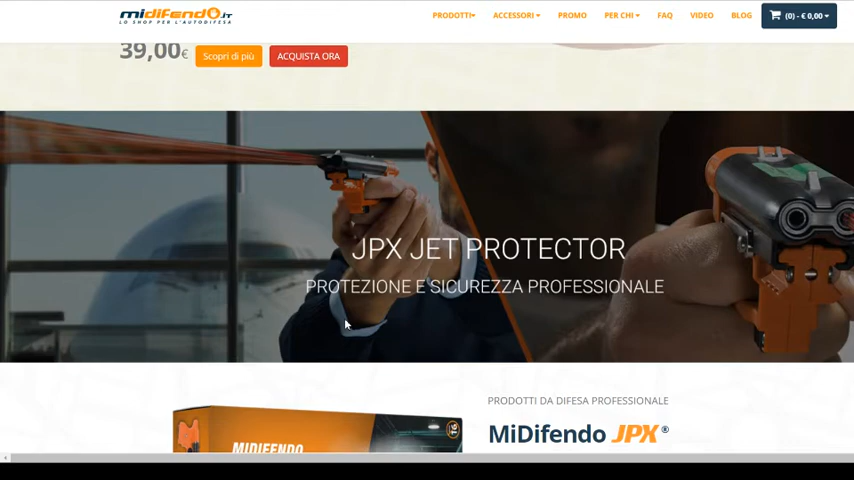 midifendo.it
LO SHOP PER L'AUTODIFESA
PRODOTTI
ACCESSORI
PROMO
PER CHI
FAQ
VIDEO
BLOG
(0) - € 0,00
39,00€
Scopri di più
ACQUISTA ORA
JPX JET PROTECTOR
PROTEZIONE E SICUREZZA PROFESSIONALE
PRODOTTI DA DIFESA PROFESSIONALE
MiDifendo JPX®
MIDIFENDO
16